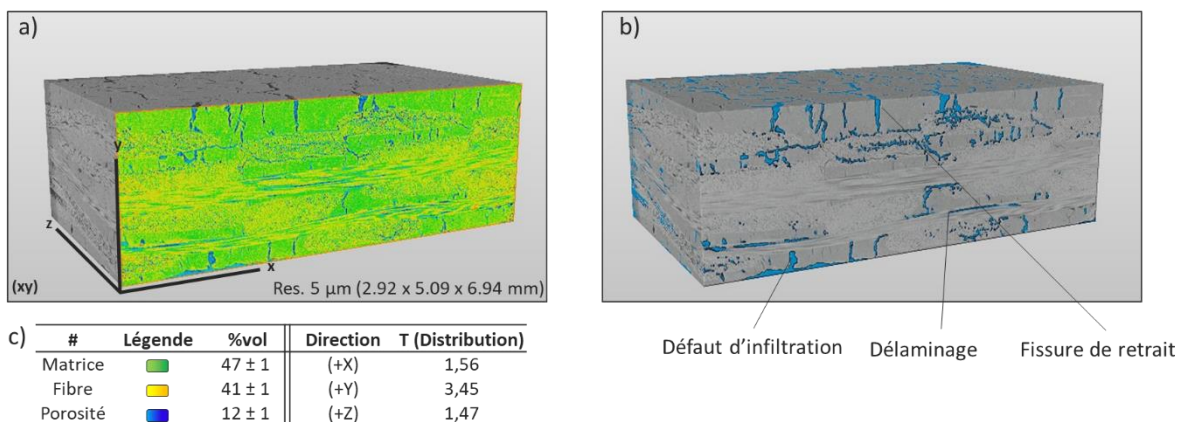 a)
y
z
x
(xy)
Res. 5 µm (2.92 x 5.09 x 6.94 mm)
b)
Défaut d’infiltration Délaminage Fissure de retrait
c)
# Légende %vol Direction T (Distribution)
Matrice 47 ± 1 (+X) 1,56
Fibre 41 ± 1 (+Y) 3,45
Porosité 12 ± 1 (+Z) 1,47